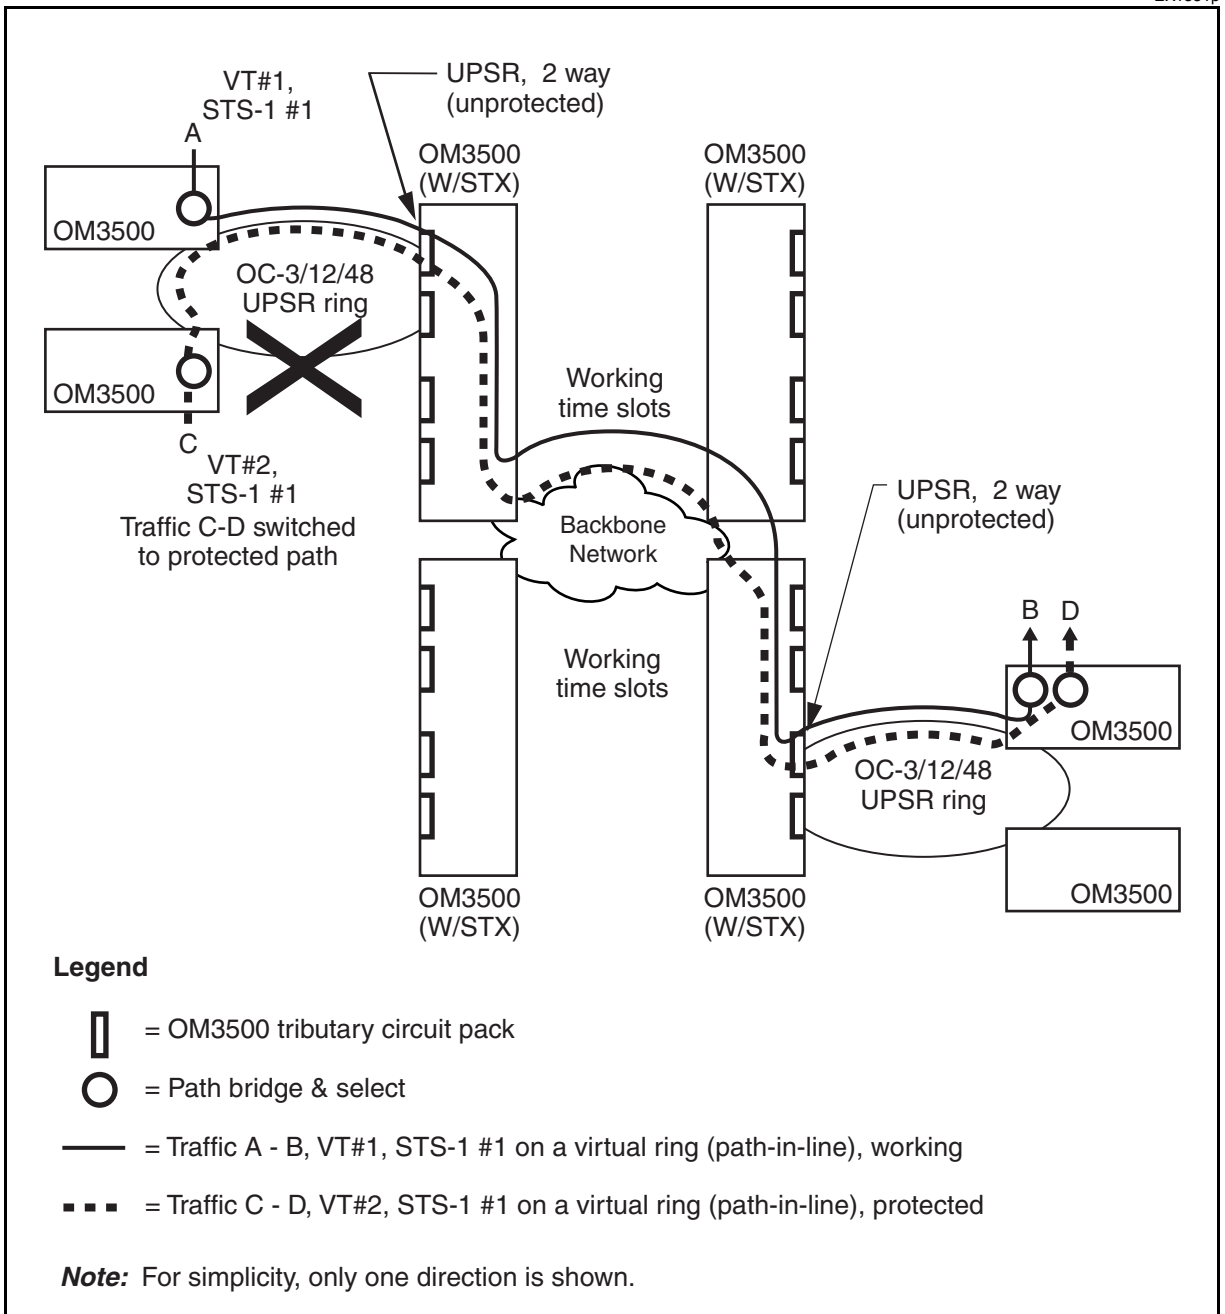 VT#1,
STS-1 #1
A
UPSR, 2 way
(unprotected)
OM3500
(W/STX)
OM3500
(W/STX)
OM3500
OC-3/12/48
UPSR ring
OM3500
C
VT#2,
STS-1 #1
Traffic C-D switched
to protected path
Working
time slots
Backbone
Network
UPSR, 2 way
(unprotected)
Working
time slots
B D
OM3500
OC-3/12/48
UPSR ring
OM3500
OM3500
(W/STX)
OM3500
(W/STX)
Legend
= OM3500 tributary circuit pack
= Path bridge & select
= Traffic A - B, VT#1, STS-1 #1 on a virtual ring (path-in-line), working
= Traffic C - D, VT#2, STS-1 #1 on a virtual ring (path-in-line), protected
Note: For simplicity, only one direction is shown.